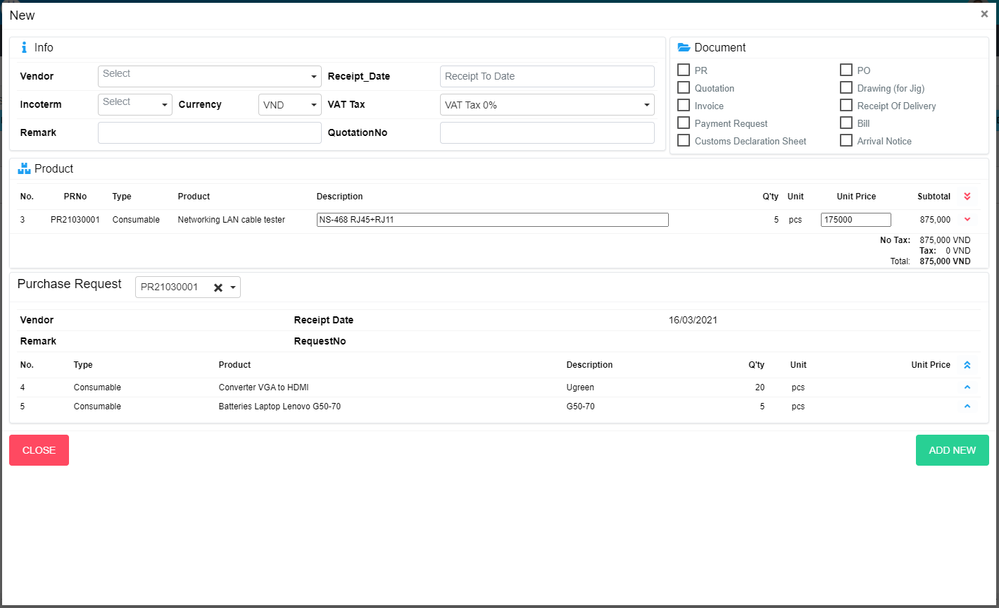 New
Info
Vendor Select Receipt_Date Receipt To Date
Incoterm Select Currency VND VAT Tax VAT Tax 0%
Remark QuotationNo
Document
PR PO
Quotation Drawing (for Jig)
Invoice Receipt Of Delivery
Payment Request Bill
Customs Declaration Sheet Arrival Notice
Product
No. PRNo Type Product Description Q'ty Unit Unit Price Subtotal
3 PR21030001 Consumable Networking LAN cable tester NS-468 RJ45+RJ11 5 pcs 175000 875,000
No Tax: 875,000 VND
Tax: 0 VND
Total: 875,000 VND
Purchase Request PR21030001
Vendor Receipt Date 16/03/2021
Remark RequestNo
No. Type Product Description Q'ty Unit Unit Price
4 Consumable Converter VGA to HDMI Ugreen 20 pcs
5 Consumable Batteries Laptop Lenovo G50-70 G50-70 5 pcs
CLOSE ADD NEW